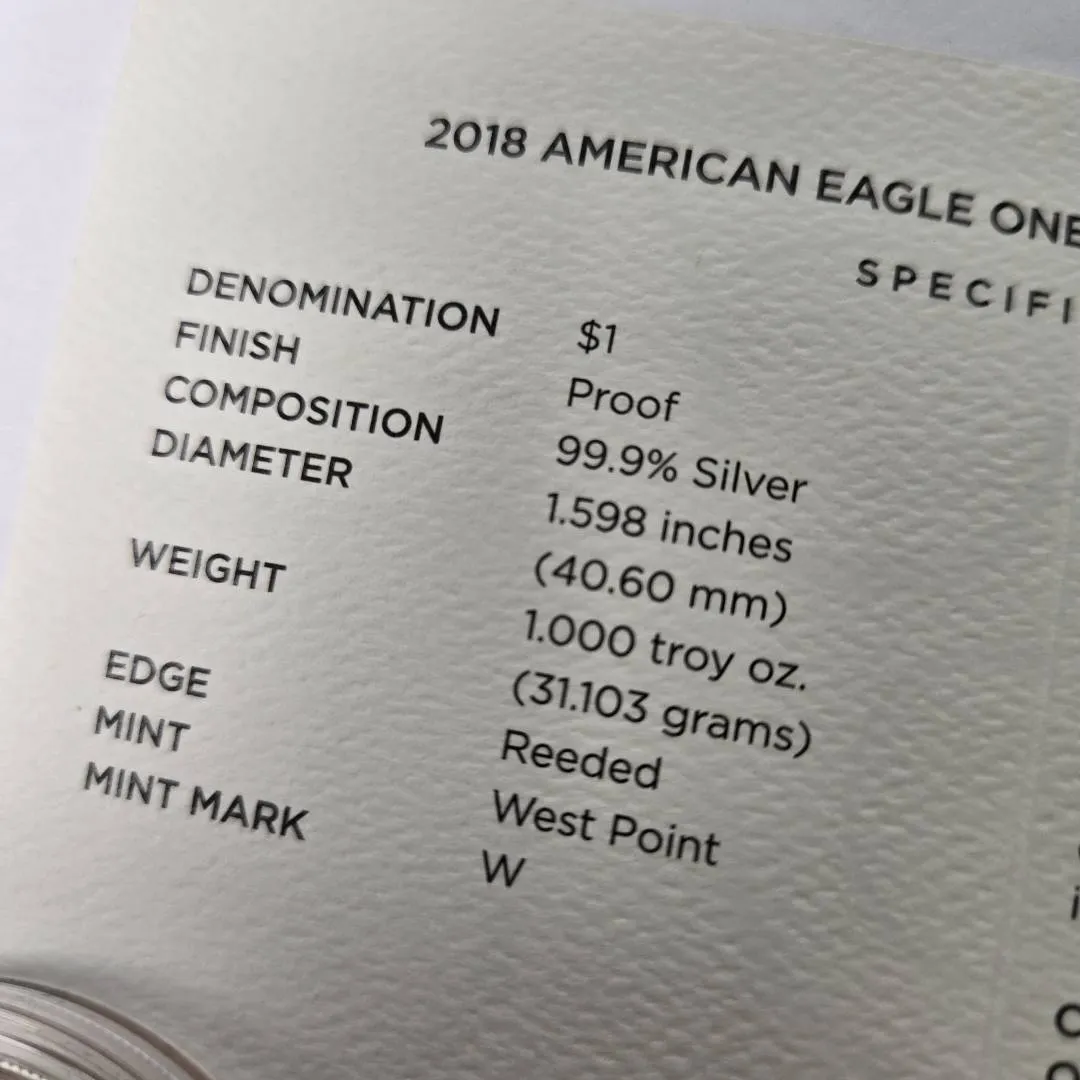 2018 AMERICAN EAGLE ONE
SPECIFI
DENOMINATION $1
FINISH Proof
COMPOSITION 99.9% Silver
DIAMETER 1.598 inches
(40.60 mm)
WEIGHT 1.000 troy oz.
(31.103 grams)
EDGE Reeded
MINT West Point
MINT MARK W